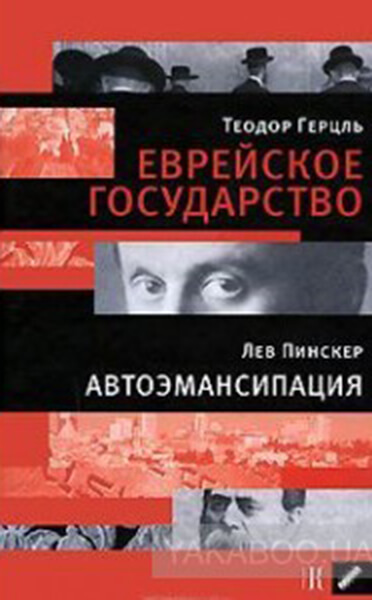 Теодор Герцль
ЕВРЕЙСКОЕ
ГОСУДАРСТВО
Лев Пинскер
АВТОЭМАНСИПАЦИЯ
YAKABOO.UA